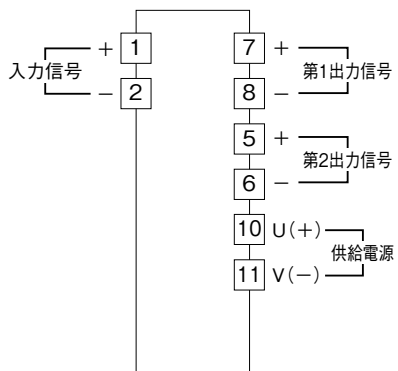 入力信号
+ 1
- 2
7 +
8 -
第1出力信号
5 +
6 -
第2出力信号
10 U(+)
11 V(-)
供給電源